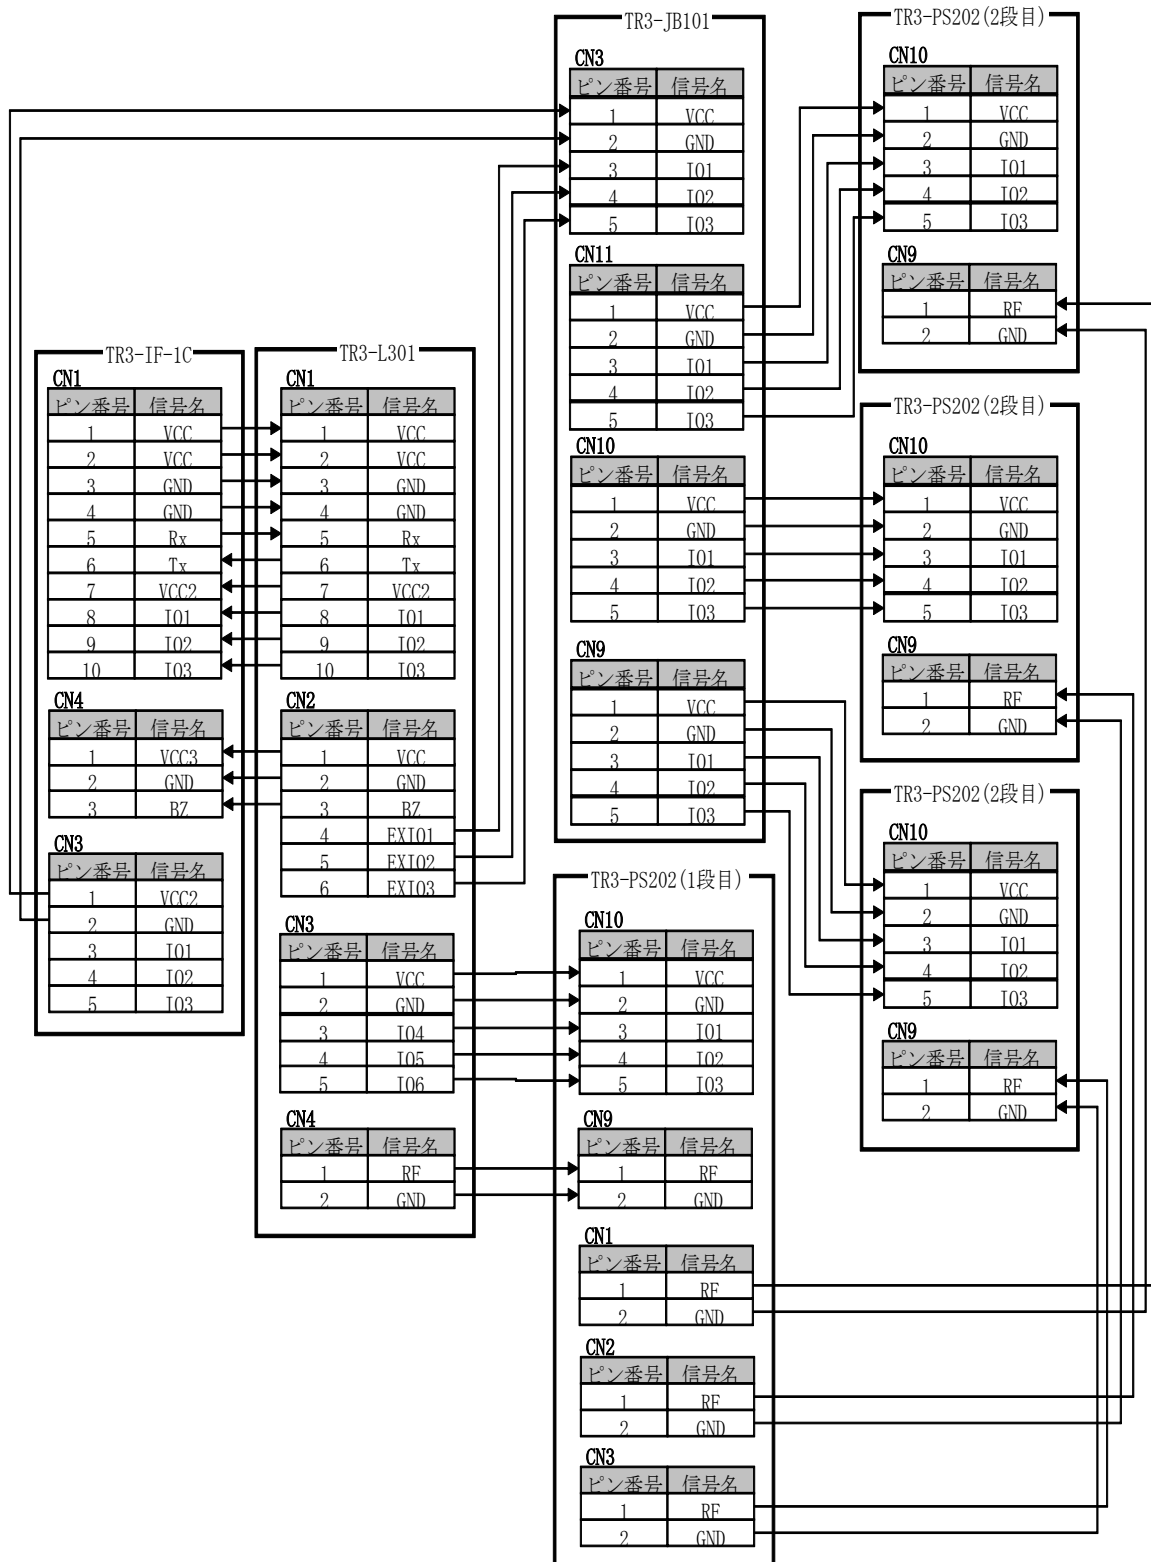 TR3-IF-1C
CN1
ピン番号 信号名
1 VCC
2 VCC
3 GND
4 GND
5 Rx
6 Tx
7 VCC2
8 IO1
9 IO2
10 IO3
CN4
ピン番号 信号名
1 VCC3
2 GND
3 BZ
CN3
ピン番号 信号名
1 VCC2
2 GND
3 IO1
4 IO2
5 IO3
TR3-L301
CN1
ピン番号 信号名
1 VCC
2 VCC
3 GND
4 GND
5 Rx
6 Tx
7 VCC2
8 IO1
9 IO2
10 IO3
CN2
ピン番号 信号名
1 VCC
2 GND
3 BZ
4 EXIO1
5 EXIO2
6 EXIO3
CN3
ピン番号 信号名
1 VCC
2 GND
3 IO4
4 IO5
5 IO6
CN4
ピン番号 信号名
1 RF
2 GND
TR3-JB101
CN3
ピン番号 信号名
1 VCC
2 GND
3 IO1
4 IO2
5 IO3
CN11
ピン番号 信号名
1 VCC
2 GND
3 IO1
4 IO2
5 IO3
CN10
ピン番号 信号名
1 VCC
2 GND
3 IO1
4 IO2
5 IO3
CN9
ピン番号 信号名
1 VCC
2 GND
3 IO1
4 IO2
5 IO3
TR3-PS202(1段目)
CN10
ピン番号 信号名
1 VCC
2 GND
3 IO1
4 IO2
5 IO3
CN9
ピン番号 信号名
1 RF
2 GND
CN1
ピン番号 信号名
1 RF
2 GND
CN2
ピン番号 信号名
1 RF
2 GND
CN3
ピン番号 信号名
1 RF
2 GND
TR3-PS202(2段目)
CN10
ピン番号 信号名
1 VCC
2 GND
3 IO1
4 IO2
5 IO3
CN9
ピン番号 信号名
1 RF
2 GND
TR3-PS202(2段目)
CN10
ピン番号 信号名
1 VCC
2 GND
3 IO1
4 IO2
5 IO3
CN9
ピン番号 信号名
1 RF
2 GND
TR3-PS202(2段目)
CN10
ピン番号 信号名
1 VCC
2 GND
3 IO1
4 IO2
5 IO3
CN9
ピン番号 信号名
1 RF
2 GND